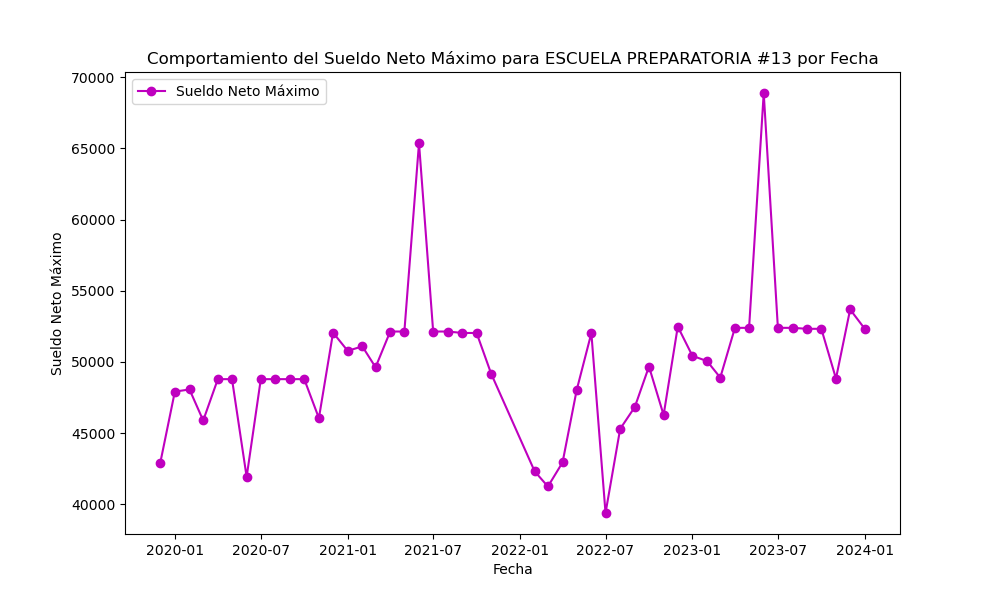 Comportamiento del Sueldo Neto Máximo para ESCUELA PREPARATORIA #13 por Fecha
Sueldo Neto Máximo
70000
65000
60000
55000
50000
45000
40000
Sueldo Neto Máximo
2020-01 2020-07 2021-01 2021-07 2022-01 2022-07 2023-01 2023-07 2024-01
Fecha